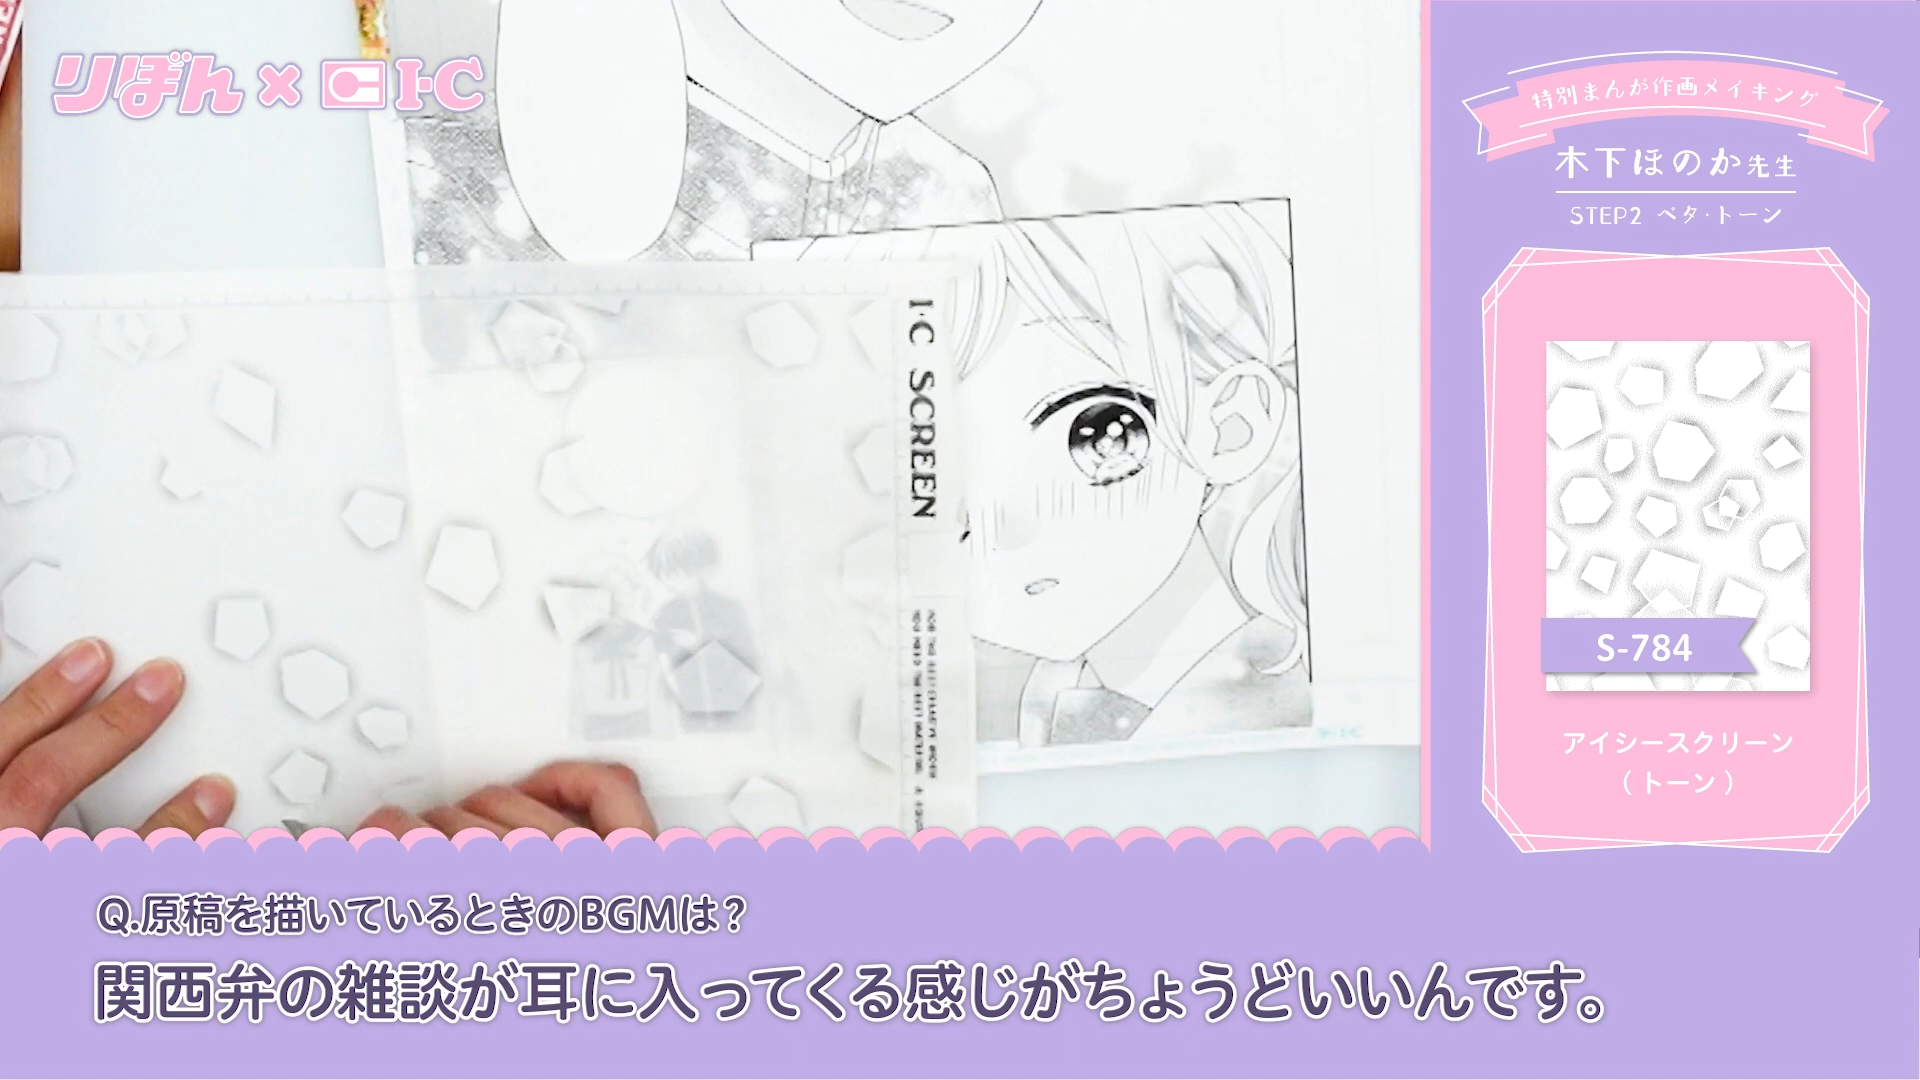 りぼん×I・C
特別まんが作画メイキング
木下ほのか先生
STEP2 ベタ・トーン
I・C SCREEN
S-784
アイシースクリーン
(トーン)
Q.原稿を描いているときのBGMは?
関西弁の雑談が耳に入ってくる感じがちょうどいいんです。